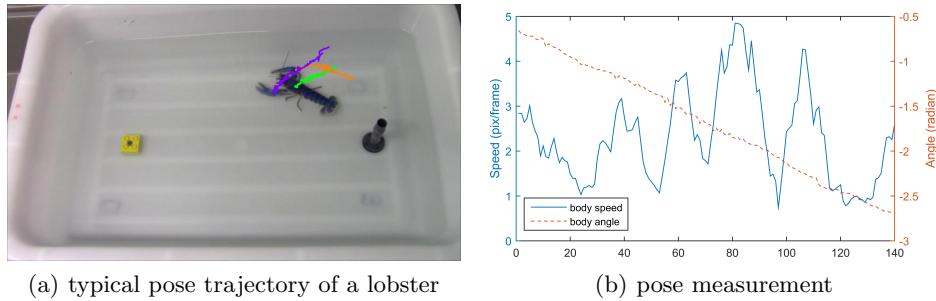 5
4
3
2
1
0
Speed (pix/frame)
-0.5
-1
-1.5
-2
-2.5
-3
Angle (radian)
body speed
body angle
0 20 40 60 80 100 120 140
(a) typical pose trajectory of a lobster
(b) pose measurement